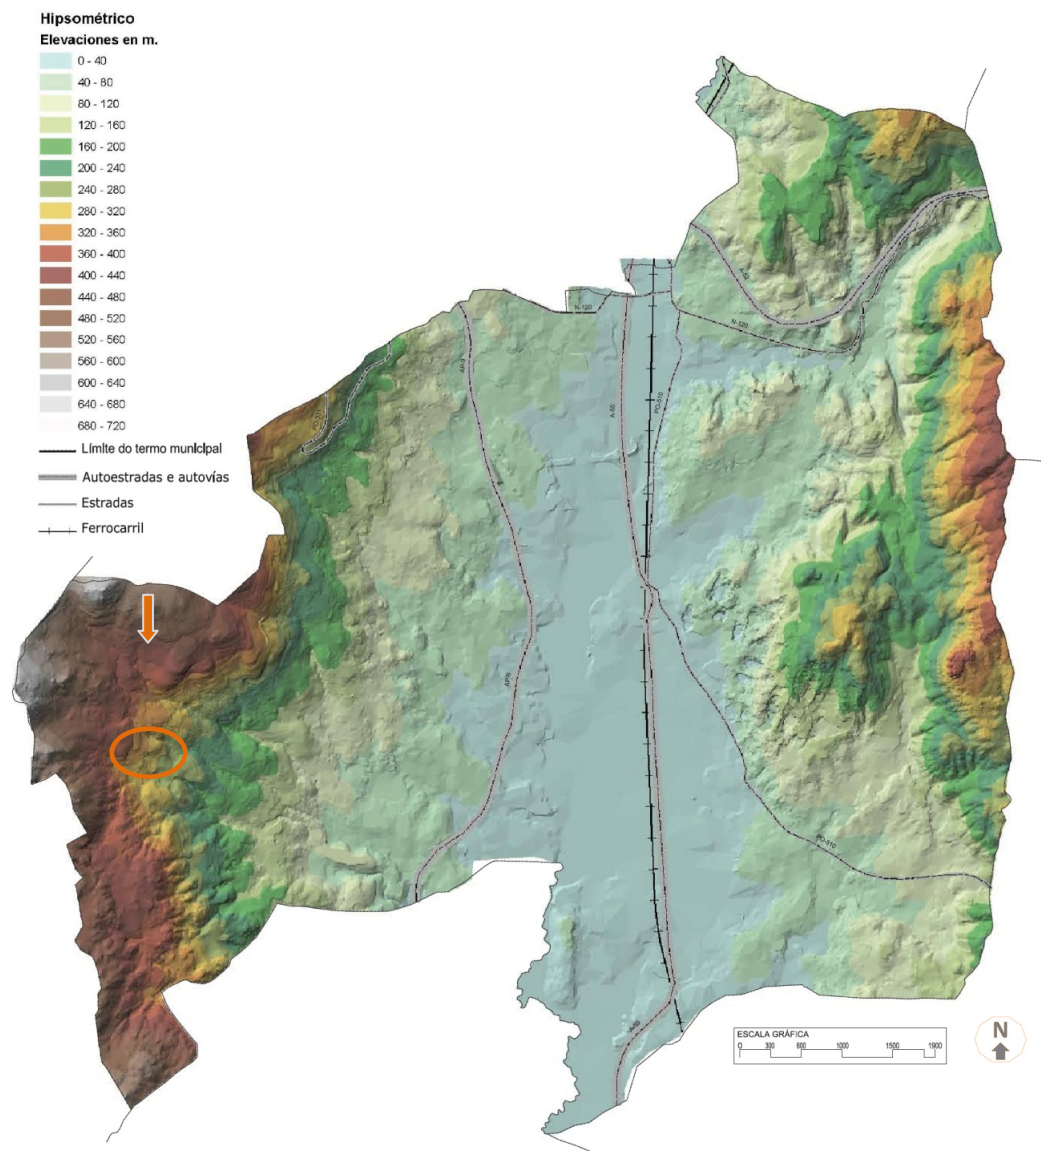 Hipsométrico
Elevaciones en m.
0 - 40
40 - 80
80 - 120
120 - 160
160 - 200
200 - 240
240 - 280
280 - 320
320 - 360
360 - 400
400 - 440
440 - 480
480 - 520
520 - 560
560 - 600
600 - 640
640 - 680
680 - 720
Límite do termo municipal
Autoestradas e autovías
Estradas
Ferrocarril
A-52
N-120
N-120
A-55
PO-510
PO-510
A-55
ESCALA GRÁFICA
0 300 600 1000 1500 1900
N